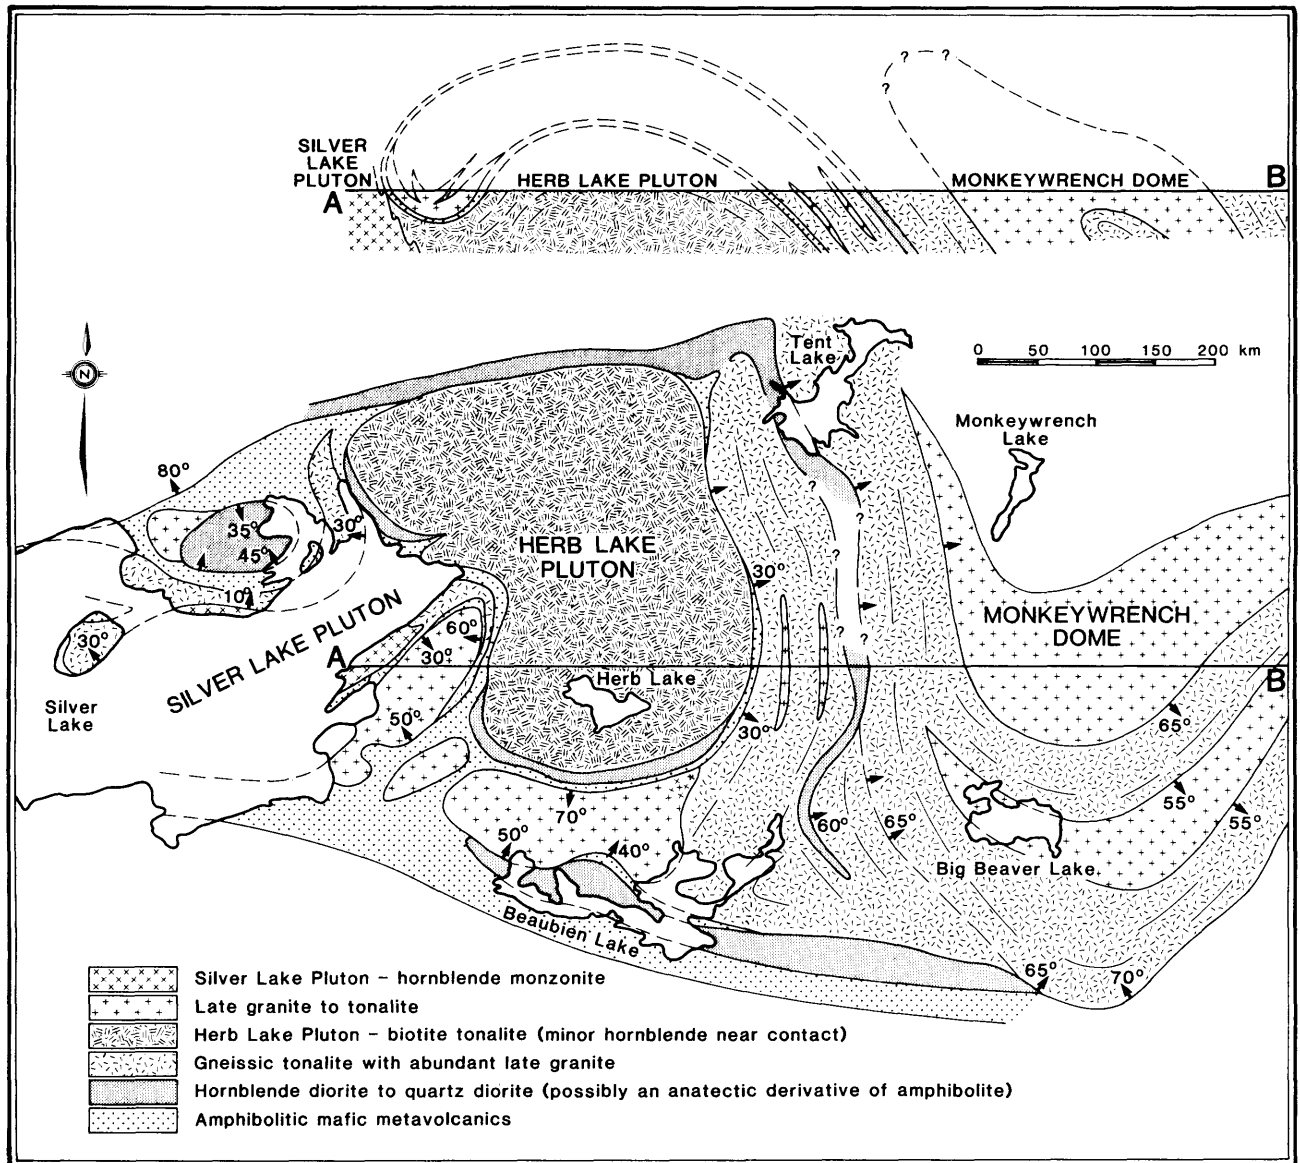 SILVER
LAKE
PLUTON
A
HERB LAKE PLUTON
MONKEYWRENCH DOME
B
? ?
?
N
Tent
Lake
0 50 100 150 200 km
Monkeywrench
Lake
80°
35°
45°
30°
10°
30°
Silver
Lake
SILVER LAKE PLUTON
HERB LAKE
PLUTON
60°
30°
50°
A
Herb Lake
30°
30°
?
?
?
?
?
MONKEYWRENCH
DOME
B
65°
55°
55°
70°
50°
40°
60°
65°
Big Beaver Lake
Beaubien Lake
65°
70°
Silver Lake Pluton – hornblende monzonite
Late granite to tonalite
Herb Lake Pluton – biotite tonalite (minor hornblende near contact)
Gneissic tonalite with abundant late granite
Hornblende diorite to quartz diorite (possibly an anatectic derivative of amphibolite)
Amphibolitic mafic metavolcanics